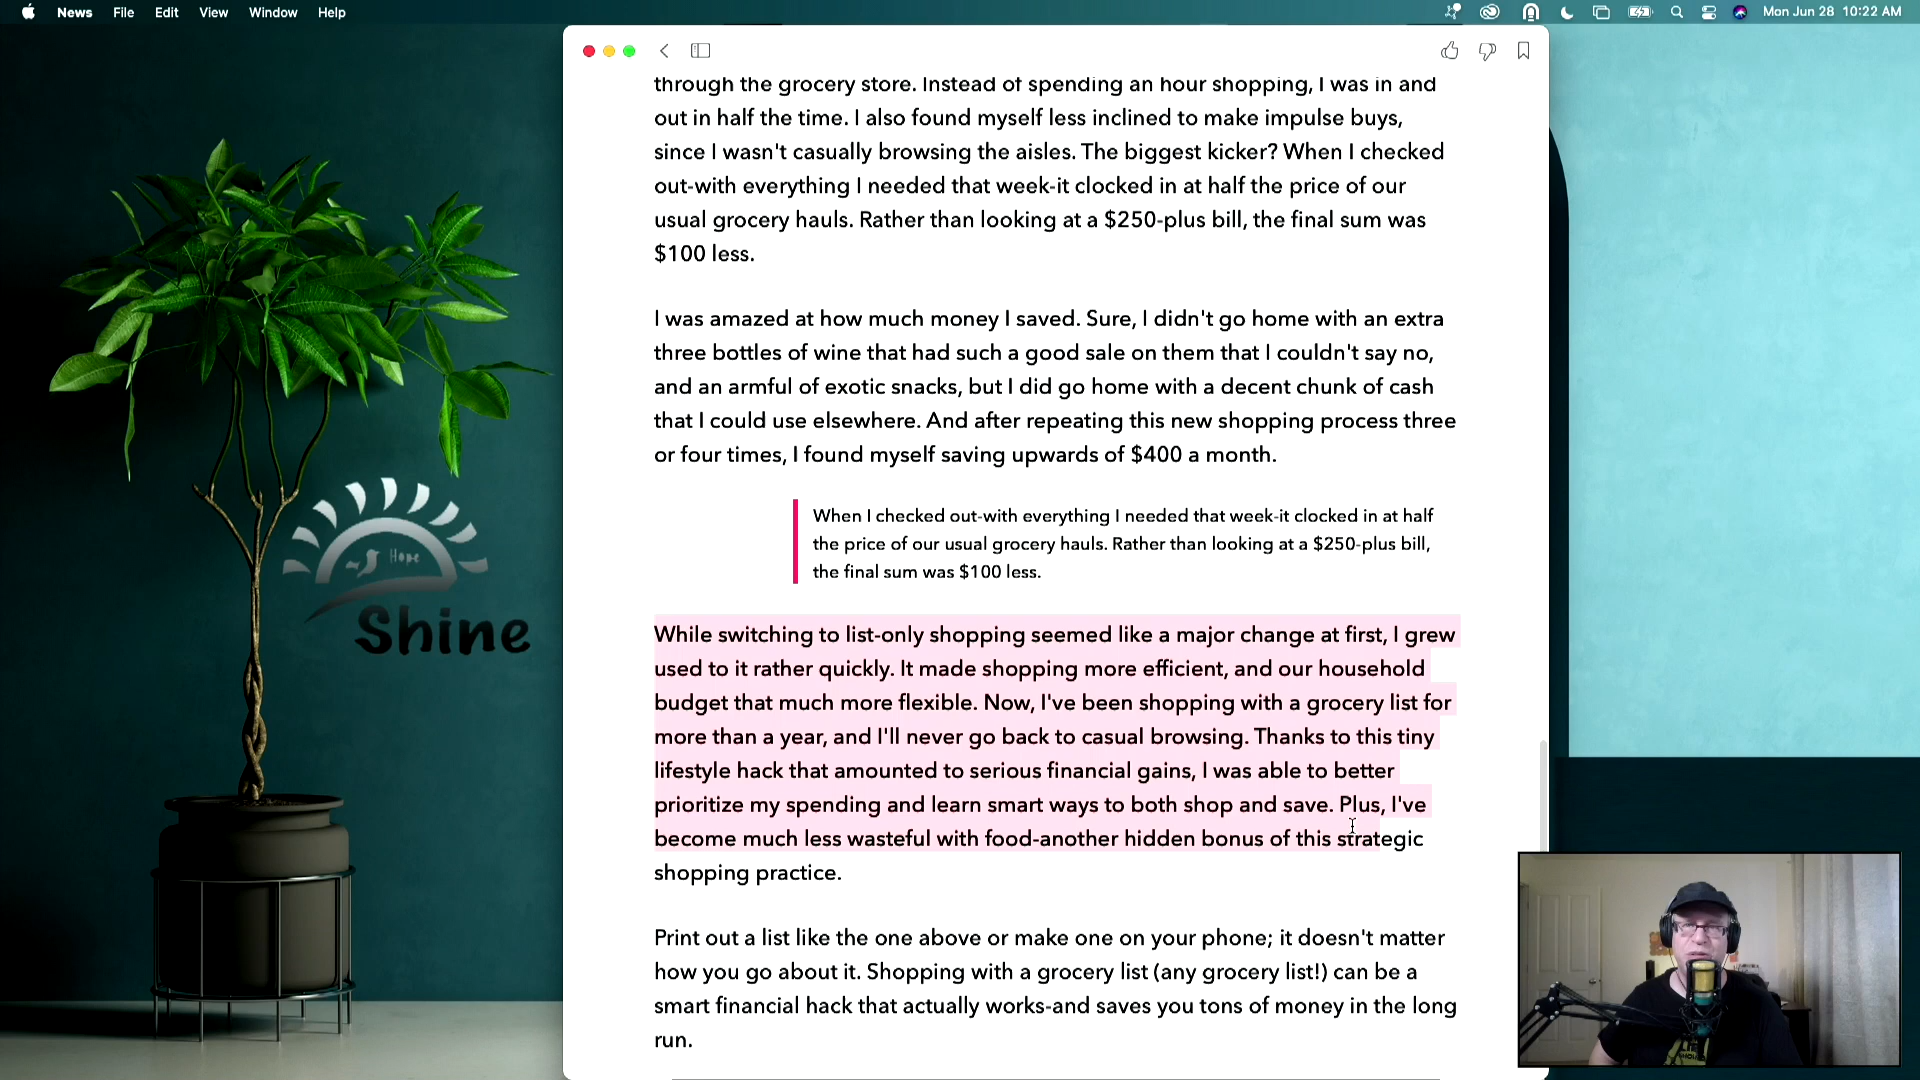 News File Edit View Window Help
Mon Jun 28 10:22 AM
through the grocery store. Instead of spending an hour shopping, I was in and
out in half the time. I also found myself less inclined to make impulse buys,
since I wasn't casually browsing the aisles. The biggest kicker? When I checked
out-with everything I needed that week-it clocked in at half the price of our
usual grocery hauls. Rather than looking at a $250-plus bill, the final sum was
$100 less.
I was amazed at how much money I saved. Sure, I didn't go home with an extra
three bottles of wine that had such a good sale on them that I couldn't say no,
and an armful of exotic snacks, but I did go home with a decent chunk of cash
that I could use elsewhere. And after repeating this new shopping process three
or four times, I found myself saving upwards of $400 a month.
When I checked out-with everything I needed that week-it clocked in at half
the price of our usual grocery hauls. Rather than looking at a $250-plus bill,
the final sum was $100 less.
While switching to list-only shopping seemed like a major change at first, I grew
used to it rather quickly. It made shopping more efficient, and our household
budget that much more flexible. Now, I've been shopping with a grocery list for
more than a year, and I'll never go back to casual browsing. Thanks to this tiny
lifestyle hack that amounted to serious financial gains, I was able to better
prioritize my spending and learn smart ways to both shop and save. Plus, I've
become much less wasteful with food-another hidden bonus of this strategic
shopping practice.
Print out a list like the one above or make one on your phone; it doesn't matter
how you go about it. Shopping with a grocery list (any grocery list!) can be a
smart financial hack that actually works-and saves you tons of money in the long
run.
Hope
Shine